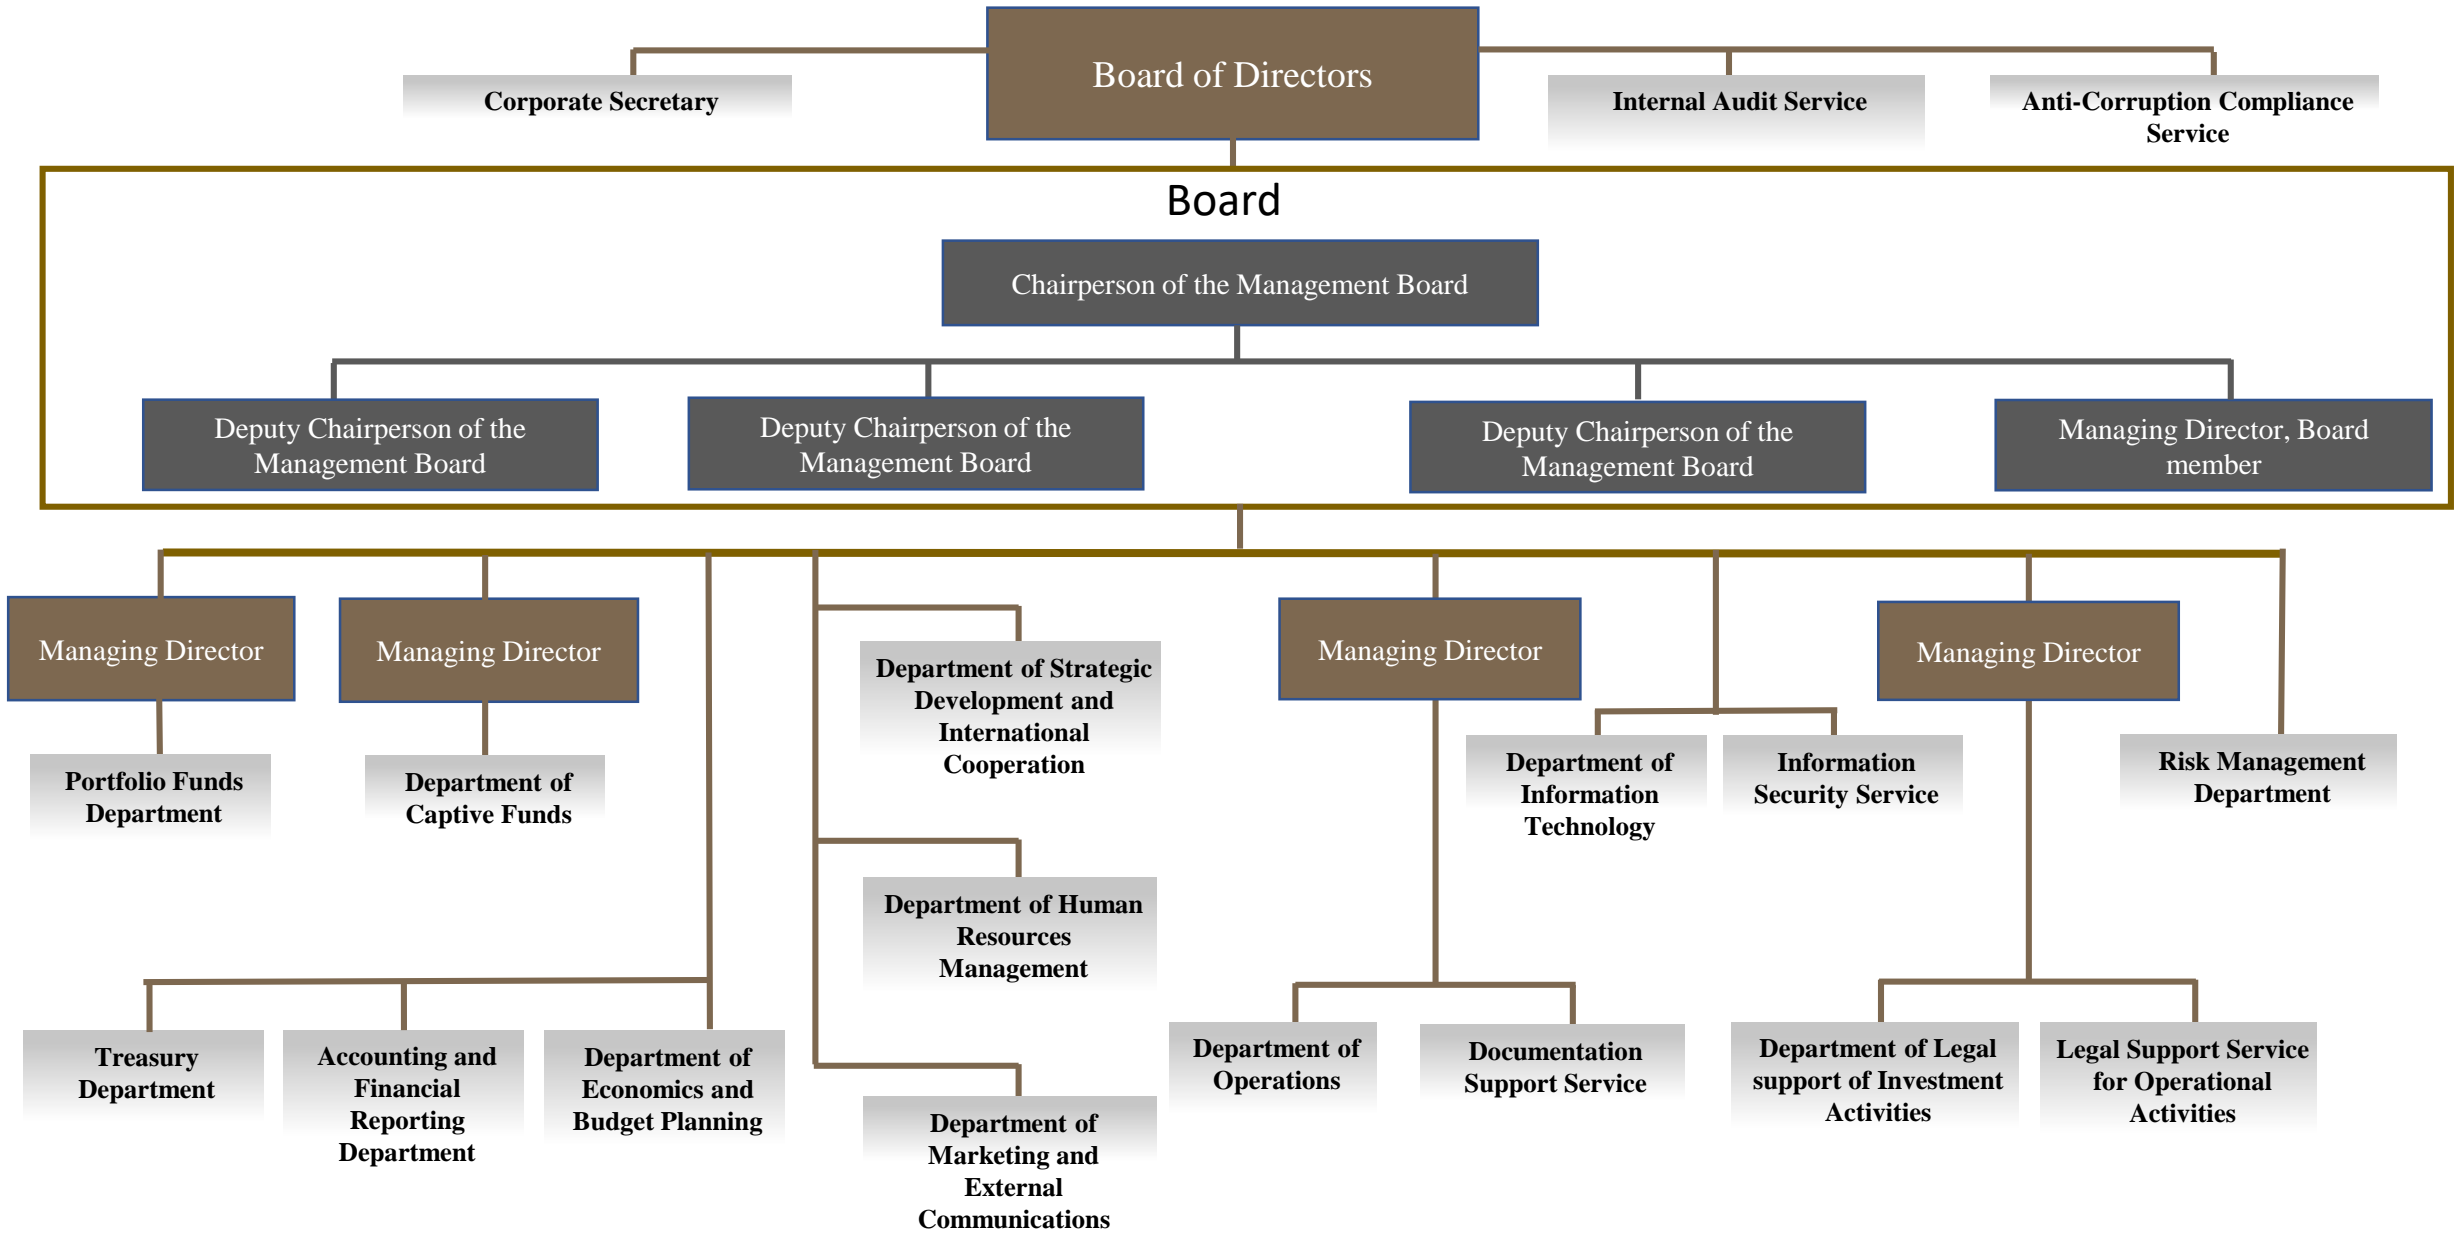 Board of Directors
Corporate Secretary
Internal Audit Service
Anti-Corruption Compliance
Service
Board
Chairperson of the Management Board
Deputy Chairperson of the
Management Board
Deputy Chairperson of the
Management Board
Deputy Chairperson of the
Management Board
Managing Director, Board
member
Managing Director
Managing Director
Managing Director
Managing Director
Portfolio Funds
Department
Department of
Captive Funds
Department of Strategic
Development and
International
Cooperation
Department of
Information
Technology
Information
Security Service
Risk Management
Department
Department of Human
Resources
Management
Treasury
Department
Accounting and
Financial
Reporting
Department
Department of
Economics and
Budget Planning
Department of
Marketing and
External
Communications
Department of
Operations
Documentation
Support Service
Department of Legal
support of Investment
Activities
Legal Support Service
for Operational
Activities